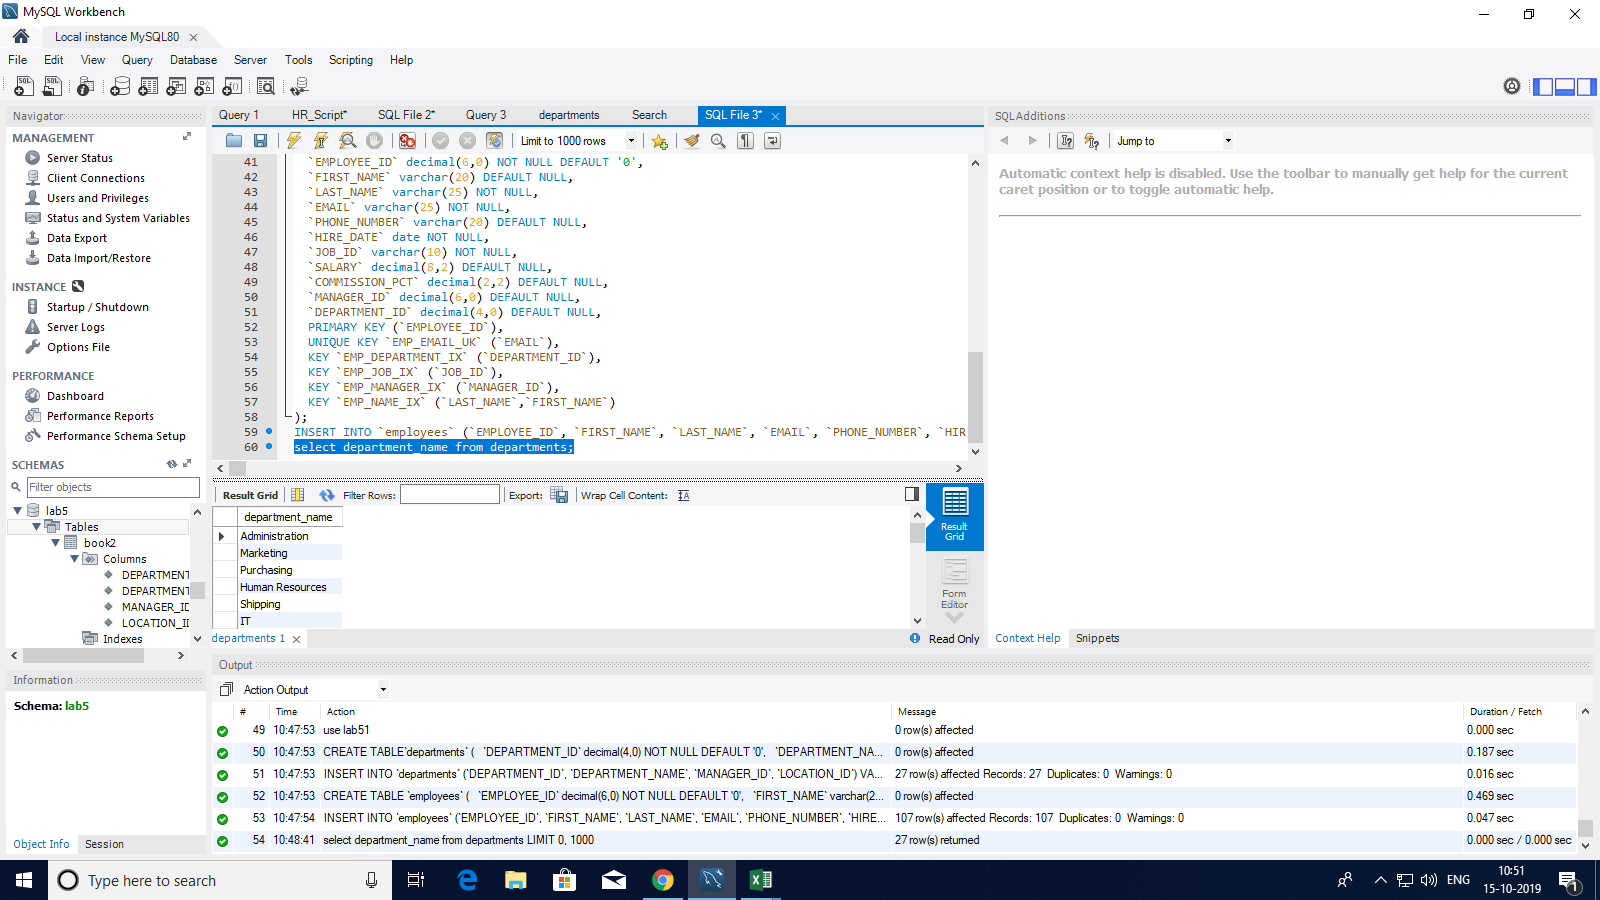 MySQL Workbench
Local instance MySQL80
File Edit View Query Database Server Tools Scripting Help
Navigator
MANAGEMENT
Server Status
Client Connections
Users and Privileges
Status and System Variables
Data Export
Data Import/Restore
INSTANCE
Startup / Shutdown
Server Logs
Options File
PERFORMANCE
Dashboard
Performance Reports
Performance Schema Setup
SCHEMAS
Filter objects
lab5
Tables
book2
Columns
DEPARTMENT
DEPARTMENT
MANAGER_ID
LOCATION_ID
Indexes
Information
Schema: lab5
Object Info Session
Query 1 HR_Script* SQL File 2* Query 3 departments Search SQL File 3*
Limit to 1000 rows
41 `EMPLOYEE_ID` decimal(6,0) NOT NULL DEFAULT '0',
42 `FIRST_NAME` varchar(20) DEFAULT NULL,
43 `LAST_NAME` varchar(25) NOT NULL,
44 `EMAIL` varchar(25) NOT NULL,
45 `PHONE_NUMBER` varchar(20) DEFAULT NULL,
46 `HIRE_DATE` date NOT NULL,
47 `JOB_ID` varchar(10) NOT NULL,
48 `SALARY` decimal(8,2) DEFAULT NULL,
49 `COMMISSION_PCT` decimal(2,2) DEFAULT NULL,
50 `MANAGER_ID` decimal(6,0) DEFAULT NULL,
51 `DEPARTMENT_ID` decimal(4,0) DEFAULT NULL,
52 PRIMARY KEY (`EMPLOYEE_ID`),
53 UNIQUE KEY `EMP_EMAIL_UK` (`EMAIL`),
54 KEY `EMP_DEPARTMENT_IX` (`DEPARTMENT_ID`),
55 KEY `EMP_JOB_IX` (`JOB_ID`),
56 KEY `EMP_MANAGER_IX` (`MANAGER_ID`),
57 KEY `EMP_NAME_IX` (`LAST_NAME`,`FIRST_NAME`)
58 );
59 INSERT INTO `employees` (`EMPLOYEE_ID`, `FIRST_NAME`, `LAST_NAME`, `EMAIL`, `PHONE_NUMBER`, `HIR
60 select department_name from departments;
Result Grid Filter Rows: Export: Wrap Cell Content:
department_name
Administration
Marketing
Purchasing
Human Resources
Shipping
IT
Result Grid
Form Editor
departments 1
Read Only
SQLAdditions
Jump to
Automatic context help is disabled. Use the toolbar to manually get help for the current
caret position or to toggle automatic help.
Context Help Snippets
Output
Action Output
# Time Action Message Duration / Fetch
49 10:47:53 use lab51 0 row(s) affected 0.000 sec
50 10:47:53 CREATE TABLE`departments` ( `DEPARTMENT_ID` decimal(4,0) NOT NULL DEFAULT '0', `DEPARTMENT_NA... 0 row(s) affected 0.187 sec
51 10:47:53 INSERT INTO `departments` (`DEPARTMENT_ID`, `DEPARTMENT_NAME`, `MANAGER_ID`, `LOCATION_ID`) VA... 27 row(s) affected Records: 27 Duplicates: 0 Warnings: 0 0.016 sec
52 10:47:53 CREATE TABLE `employees` ( `EMPLOYEE_ID` decimal(6,0) NOT NULL DEFAULT '0', `FIRST_NAME` varchar(2... 0 row(s) affected 0.469 sec
53 10:47:54 INSERT INTO `employees` (`EMPLOYEE_ID`, `FIRST_NAME`, `LAST_NAME`, `EMAIL`, `PHONE_NUMBER`, `HIRE... 107 row(s) affected Records: 107 Duplicates: 0 Warnings: 0 0.047 sec
54 10:48:41 select department_name from departments LIMIT 0, 1000 27 row(s) returned 0.000 sec / 0.000 sec
Type here to search
ENG
10:51
15-10-2019
1